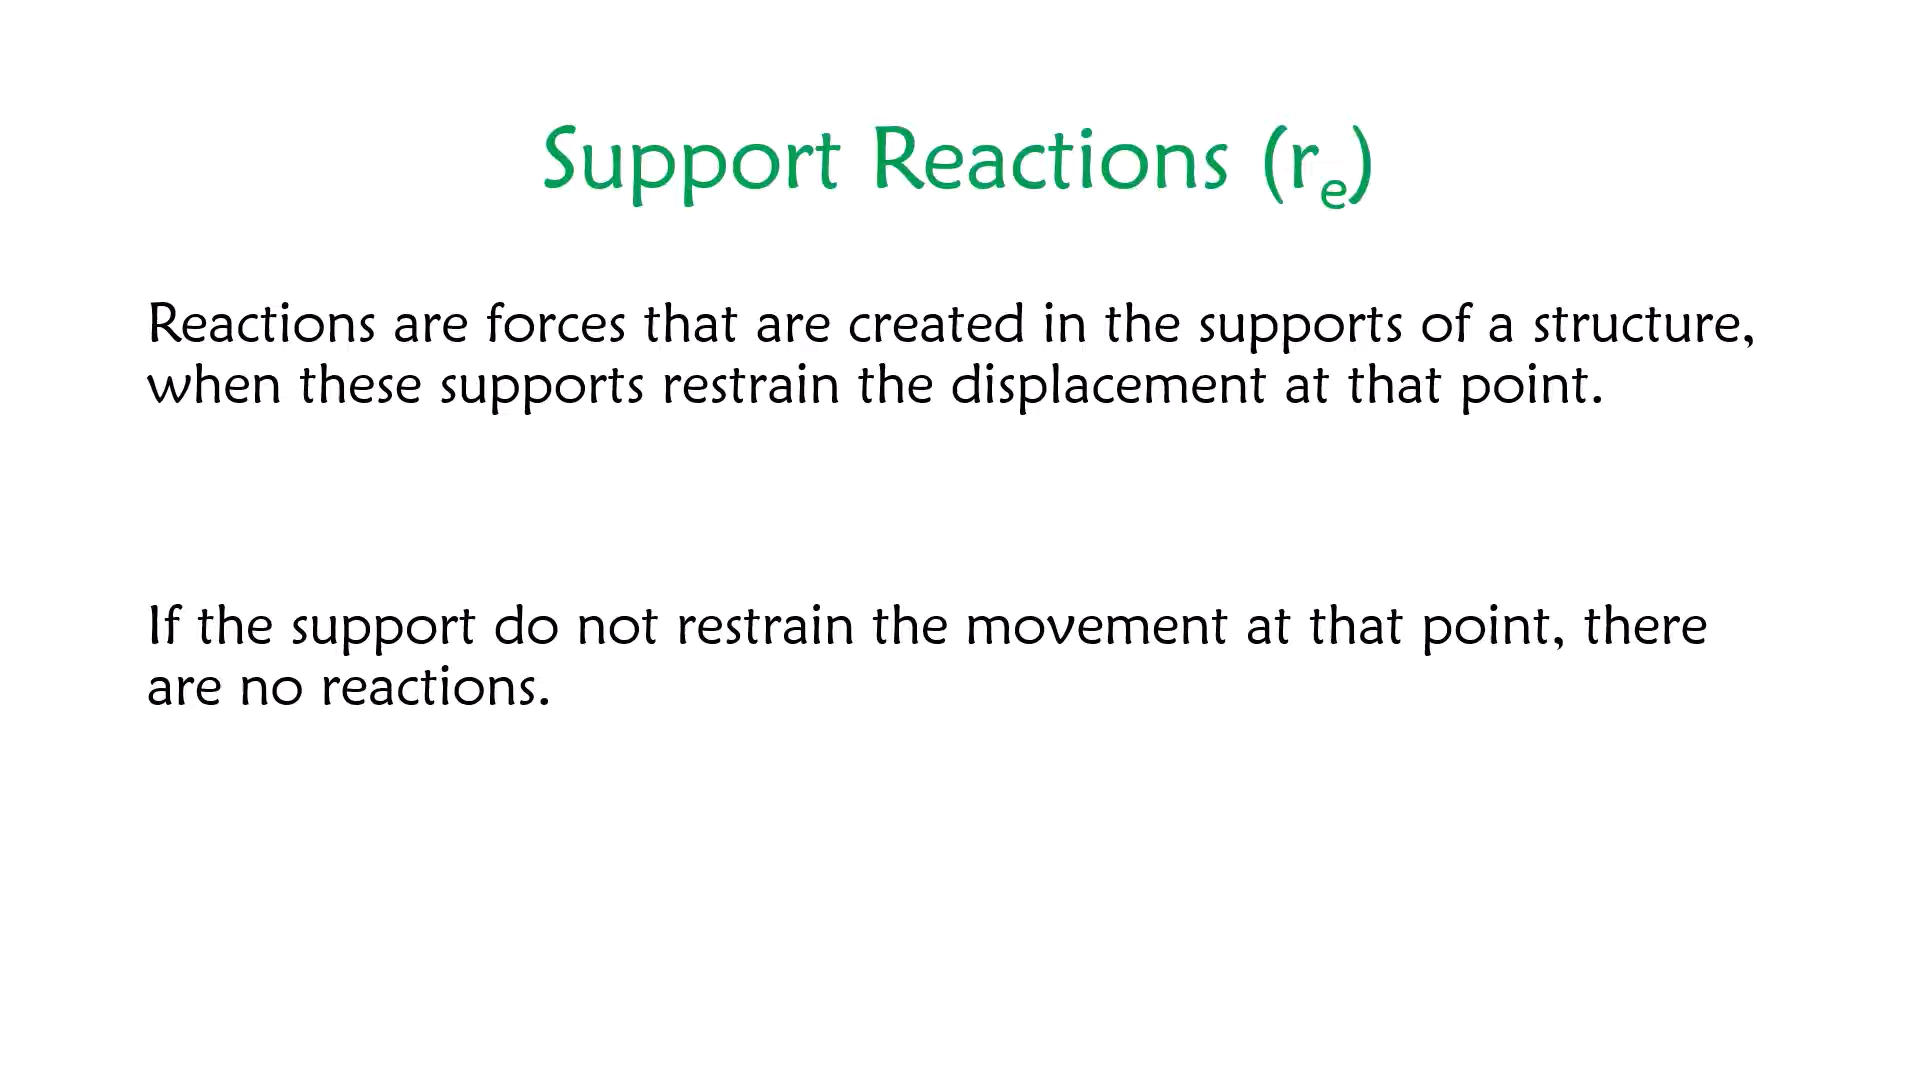 Support Reactions (re)
Reactions are forces that are created in the supports of a structure,
when these supports restrain the displacement at that point.
If the support do not restrain the movement at that point, there
are no reactions.